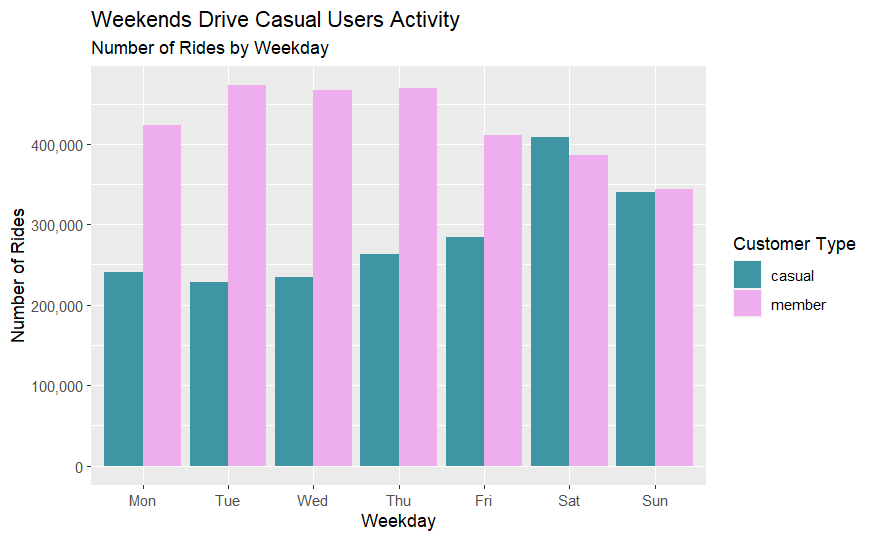 Weekends Drive Casual Users Activity
Number of Rides by Weekday
Number of Rides
400,000
300,000
200,000
100,000
0
Mon Tue Wed Thu Fri Sat Sun
Weekday
Customer Type
casual
member